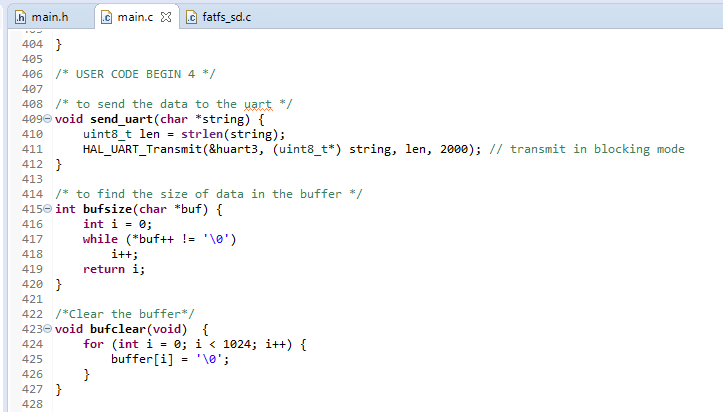 main.h main.c fatfs_sd.c
404 }
405
406 /* USER CODE BEGIN 4 */
407
408 /* to send the data to the uart */
409 void send_uart(char *string) {
410     uint8_t len = strlen(string);
411     HAL_UART_Transmit(&huart3, (uint8_t*) string, len, 2000); // transmit in blocking mode
412 }
413
414 /* to find the size of data in the buffer */
415 int bufsize(char *buf) {
416     int i = 0;
417     while (*buf++ != '\0')
418         i++;
419     return i;
420 }
421
422 /*Clear the buffer*/
423 void bufclear(void)  {
424     for (int i = 0; i < 1024; i++) {
425         buffer[i] = '\0';
426     }
427 }
428